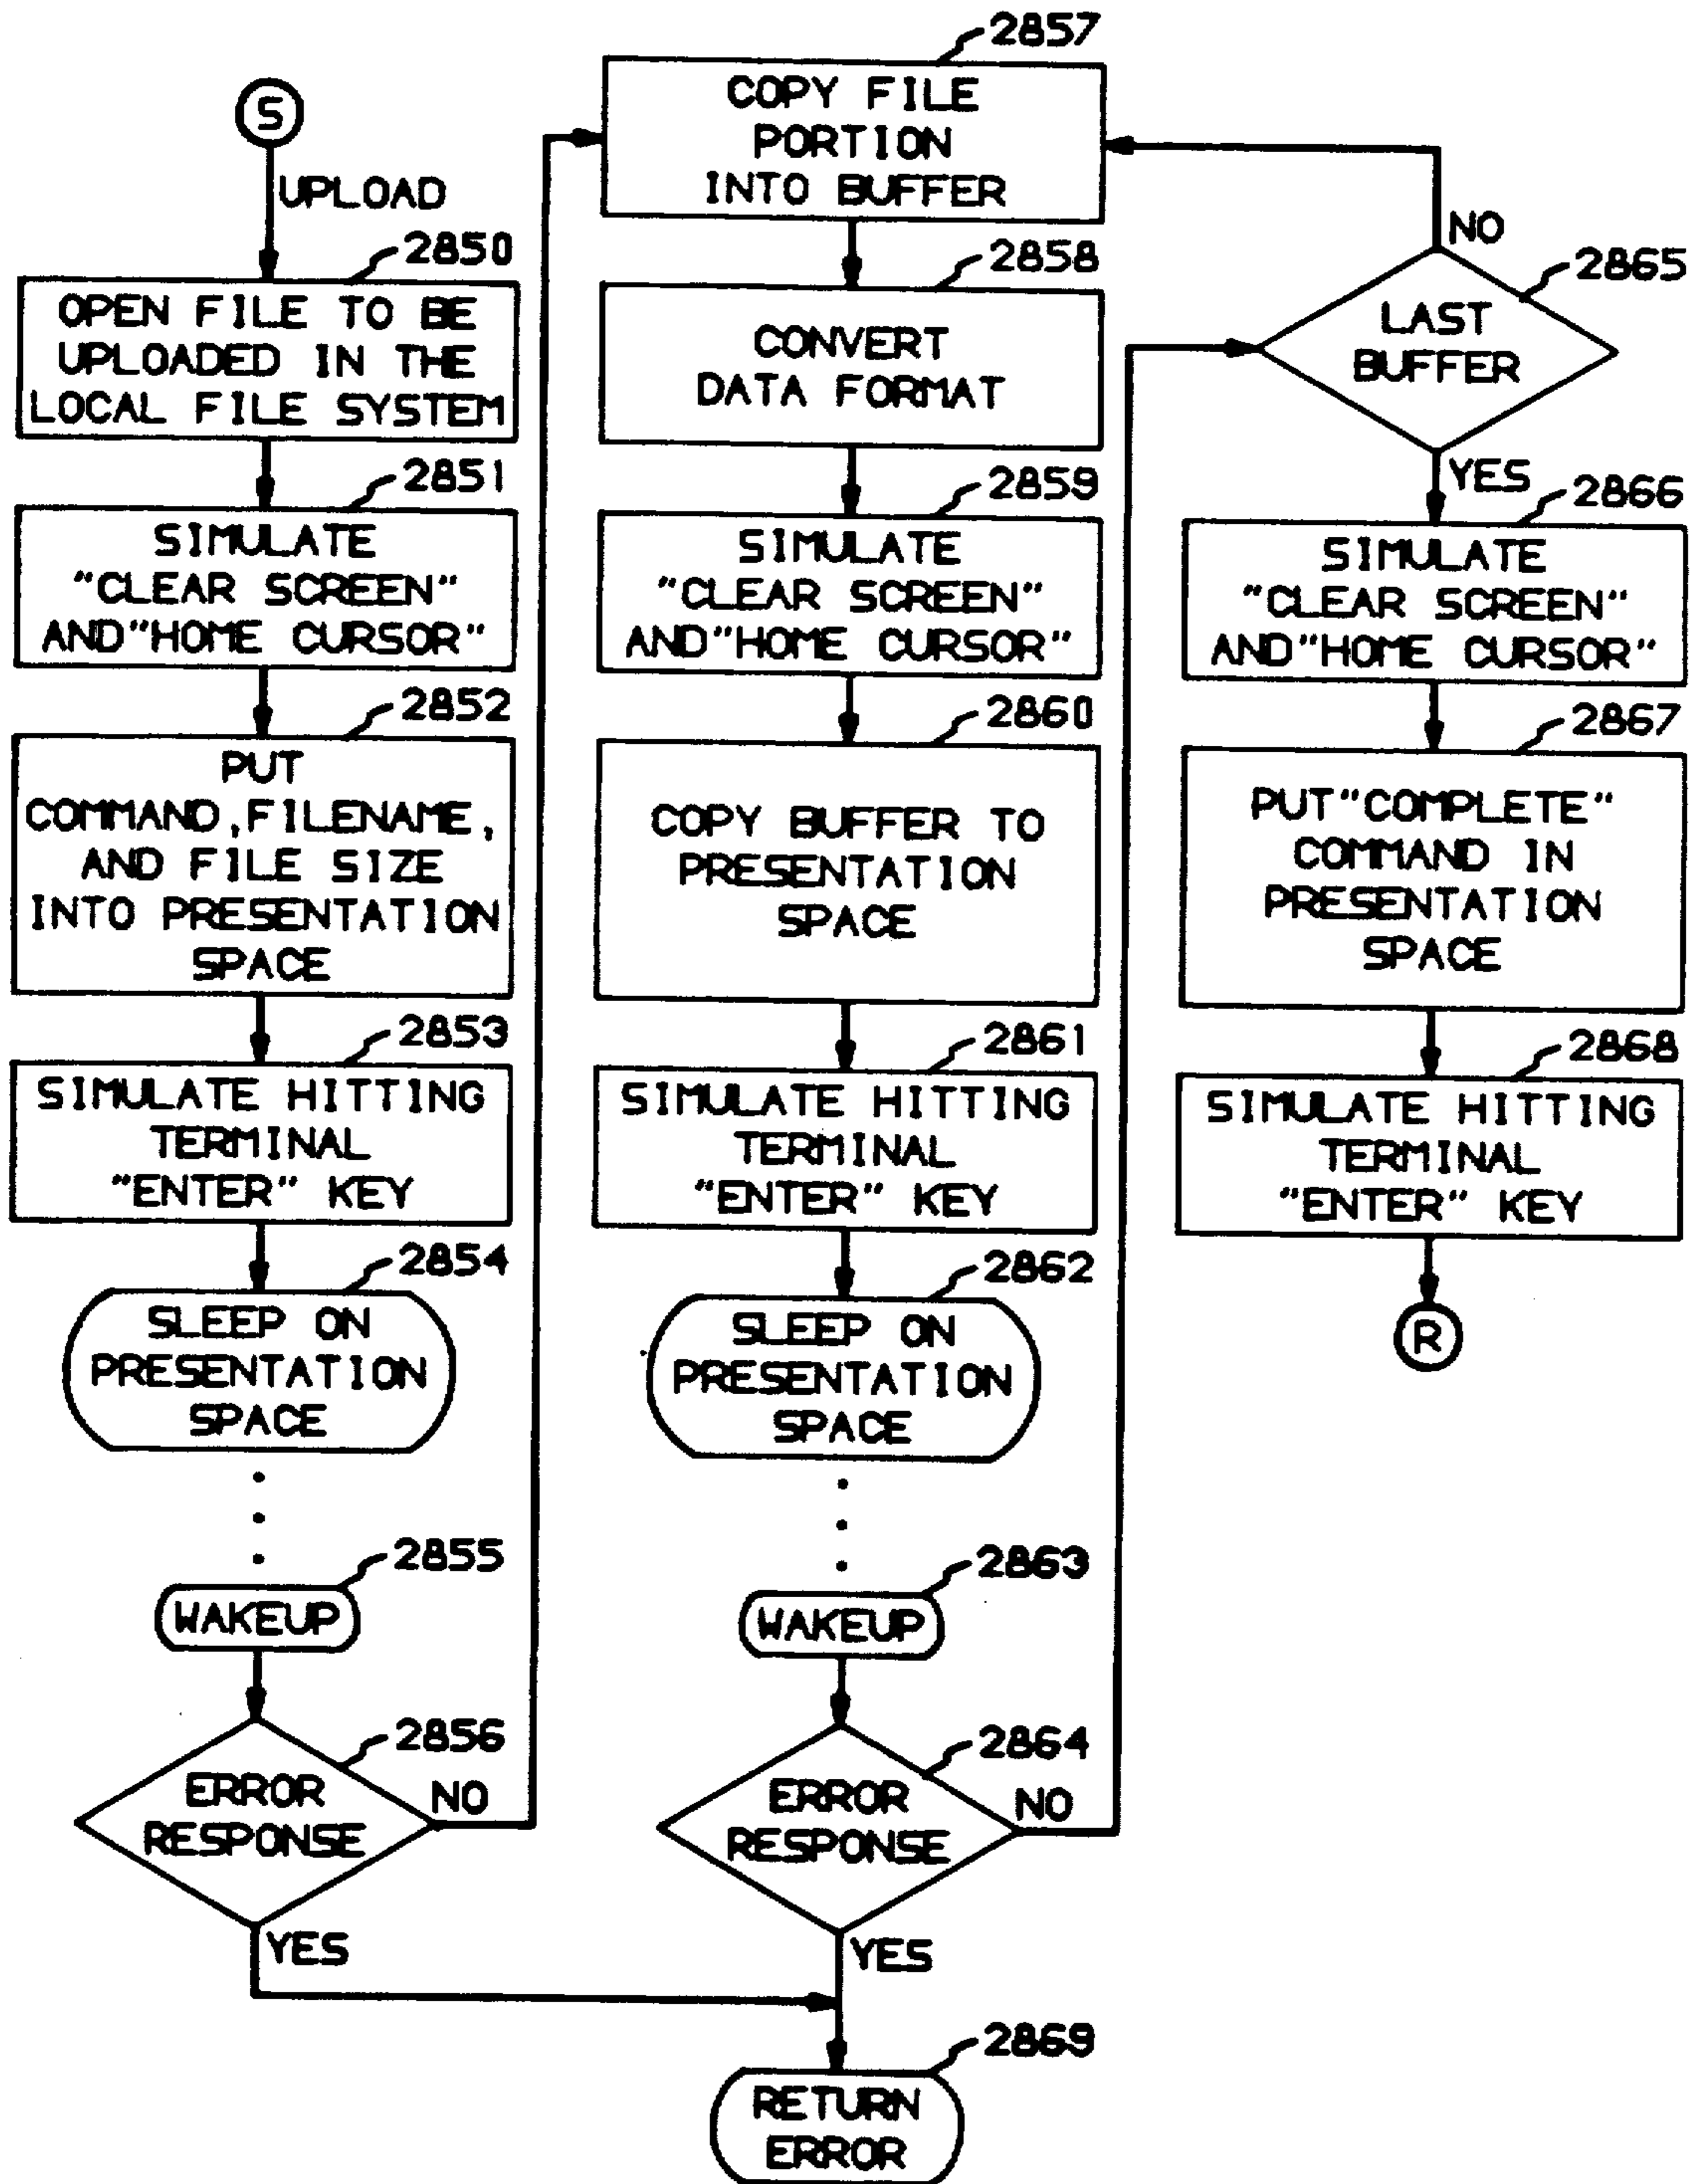 S
UPLOAD
2850
OPEN FILE TO BE
UPLOADED IN THE
LOCAL FILE SYSTEM
2851
SIMULATE
"CLEAR SCREEN"
AND"HOME CURSOR"
2852
PUT
COMMAND,FILENAME,
AND FILE SIZE
INTO PRESENTATION
SPACE
2853
SIMULATE HITTING
TERMINAL
"ENTER" KEY
2854
SLEEP ON
PRESENTATION
SPACE
2855
WAKEUP
2856
ERROR
RESPONSE
NO
YES
2857
COPY FILE
PORTION
INTO BUFFER
2858
CONVERT
DATA FORMAT
2859
SIMULATE
"CLEAR SCREEN"
AND"HOME CURSOR"
2860
COPY BUFFER TO
PRESENTATION
SPACE
2861
SIMULATE HITTING
TERMINAL
"ENTER" KEY
2862
SLEEP ON
PRESENTATION
SPACE
2863
WAKEUP
2864
ERROR
RESPONSE
NO
YES
2869
RETURN
ERROR
NO
2865
LAST
BUFFER
YES
2866
SIMULATE
"CLEAR SCREEN"
AND"HOME CURSOR"
2867
PUT"COMPLETE"
COMMAND IN
PRESENTATION
SPACE
2868
SIMULATE HITTING
TERMINAL
"ENTER" KEY
R